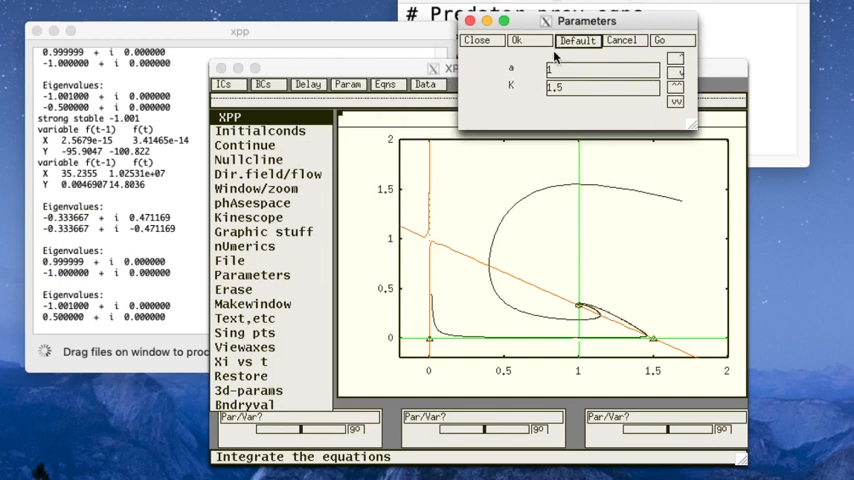 # Predator-prey eqns
Parameters
Close
Ok
Default
Cancel
Go
a
1
K
1.5
xpp
0.999999 + i 0.000000
-1.000000 + i 0.000000
Eigenvalues:
-1.001000 + i 0.000000
-0.500000 + i 0.000000
strong stable -1.001
variable f(t-1) f(t)
X 2.5679e-15 3.41465e-14
Y -95.9047 -100.822
variable f(t-1) f(t)
X 35.2355 1.02531e+07
Y 0.0046907 14.8036
Eigenvalues:
-0.333667 + i 0.471169
-0.333667 + i -0.471169
Eigenvalues:
0.999999 + i 0.000000
-1.000000 + i 0.000000
Eigenvalues:
-1.001000 + i 0.000000
0.500000 + i 0.000000
Drag files on window to proc
ICs
BCs
Delay
Param
Eqns
Data
XPP
Initialconds
Continue
Nullcline
Dir.field/flow
Window/zoom
phAsespace
Kinescope
Graphic stuff
nUmerics
File
Parameters
Erase
Makewindow
Text,etc
Sing pts
Viewaxes
Xi vs t
Restore
3d-params
Bndryval
2
1.5
1
0.5
0
0
0.5
1
1.5
2
Par/Var?
Par/Var?
Par/Var?
go
go
go
Integrate the equations